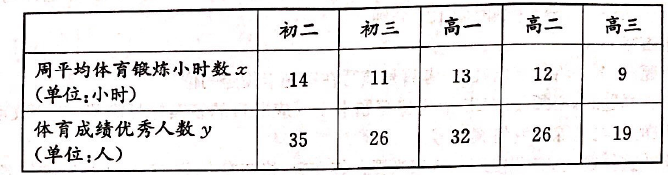 初二 初三 高一 高二 高三
周平均体育锻炼小时数x
(单位:小时) 14 11 13 12 9
体育成绩优秀人数y
(单位:人) 35 26 32 26 19